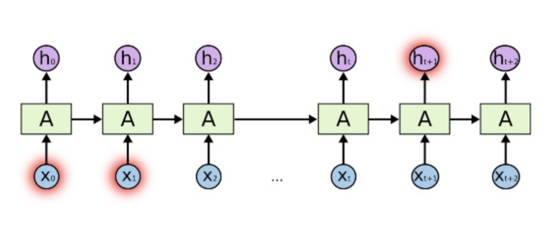 h₀ h₁ h₂ hₜ hₜ₊₁ hₜ₊₂
A A A A A A
x₀ x₁ x₂ ... xₜ xₜ₊₁ xₜ₊₂